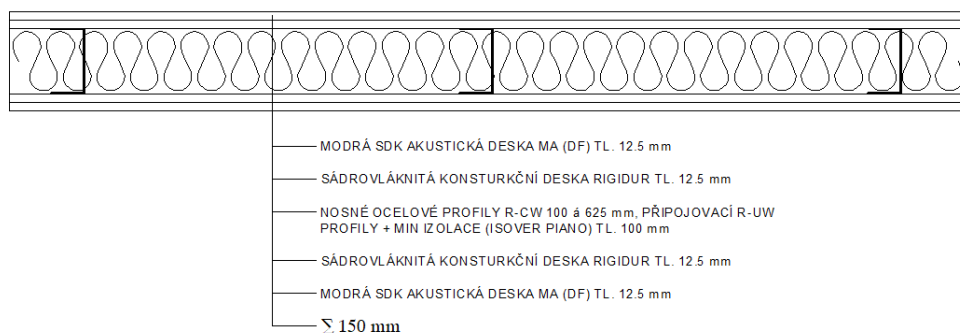 MODRÁ SDK AKUSTICKÁ DESKA MA (DF) TL. 12.5 mm
SÁDROVLÁKNITÁ KONSTURKČNÍ DESKA RIGIDUR TL. 12.5 mm
NOSNÉ OCELOVÉ PROFILY R-CW 100 á 625 mm, PŘIPOJOVACÍ R-UW
PROFILY + MIN IZOLACE (ISOVER PIANO) TL. 100 mm
SÁDROVLÁKNITÁ KONSTURKČNÍ DESKA RIGIDUR TL. 12.5 mm
MODRÁ SDK AKUSTICKÁ DESKA MA (DF) TL. 12.5 mm
∑ 150 mm